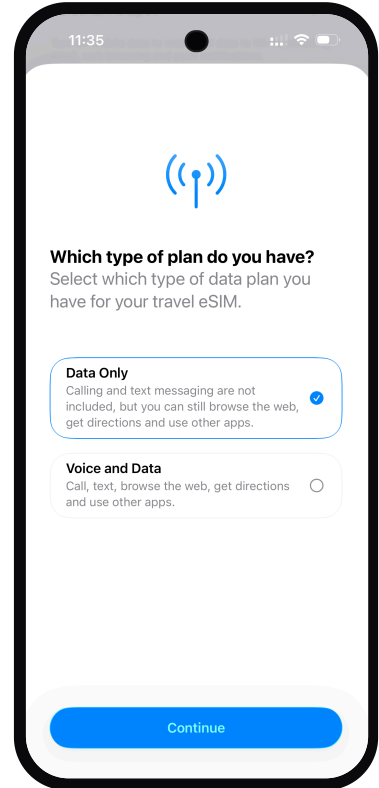 11:35
Which type of plan do you have?
Select which type of data plan you
have for your travel eSIM.
Data Only
Calling and text messaging are not
included, but you can still browse the web,
get directions and use other apps.
Voice and Data
Call, text, browse the web, get directions
and use other apps.
Continue